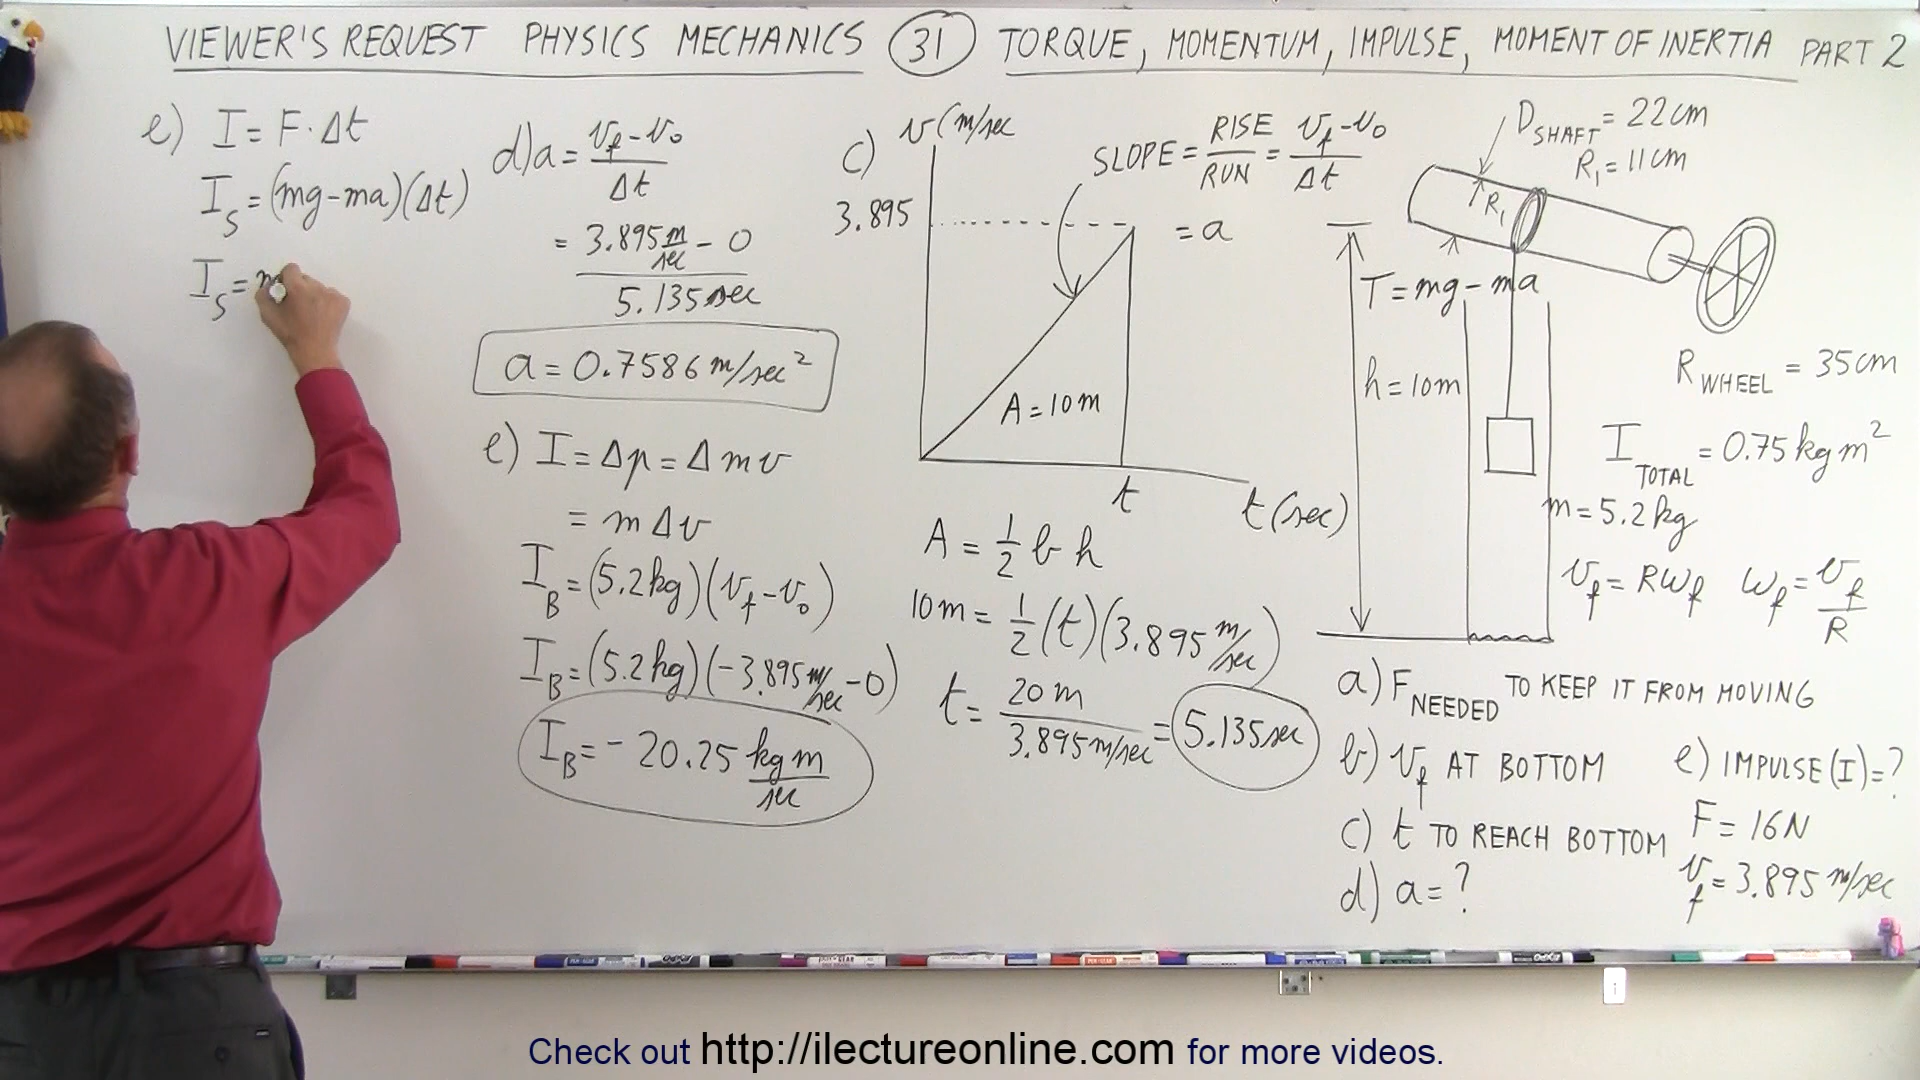 VIEWER'S REQUEST PHYSICS MECHANICS 31 TORQUE, MOMENTUM, IMPULSE, MOMENT OF INERTIA PART 2
e) I = F · Δt
I_S = (mg - ma)(Δt)
I_S = m
d) a = (v_f - v_0) / Δt
= (3.895 m/sec - 0) / 5.135 sec
a = 0.7586 m/sec²
e) I = Δp = Δmv
= mΔv
I_B = (5.2 kg)(v_f - v_0)
I_B = (5.2 kg)(-3.895 m/sec - 0)
I_B = - 20.25 kg m / sec
c) v (m/sec
3.895
SLOPE = RISE / RUN = (v_f - v_0) / Δt
= a
A = 10 m
t
t (sec)
A = 1/2 b h
10 m = 1/2 (t)(3.895 m/sec)
t = 20 m / 3.895 m/sec = 5.135 sec
D_SHAFT = 22 cm
R_1 = 11 cm
R_1
T = mg - ma
h = 10 m
R_WHEEL = 35 cm
I_TOTAL = 0.75 kg m²
m = 5.2 kg
v_f = Rω_f ω_f = v_f / R
a) F_NEEDED TO KEEP IT FROM MOVING
b) v_f AT BOTTOM
c) t TO REACH BOTTOM
d) a = ?
e) IMPULSE (I) = ?
F = 16 N
v_f = 3.895 m/sec
Check out http://ilectureonline.com for more videos.